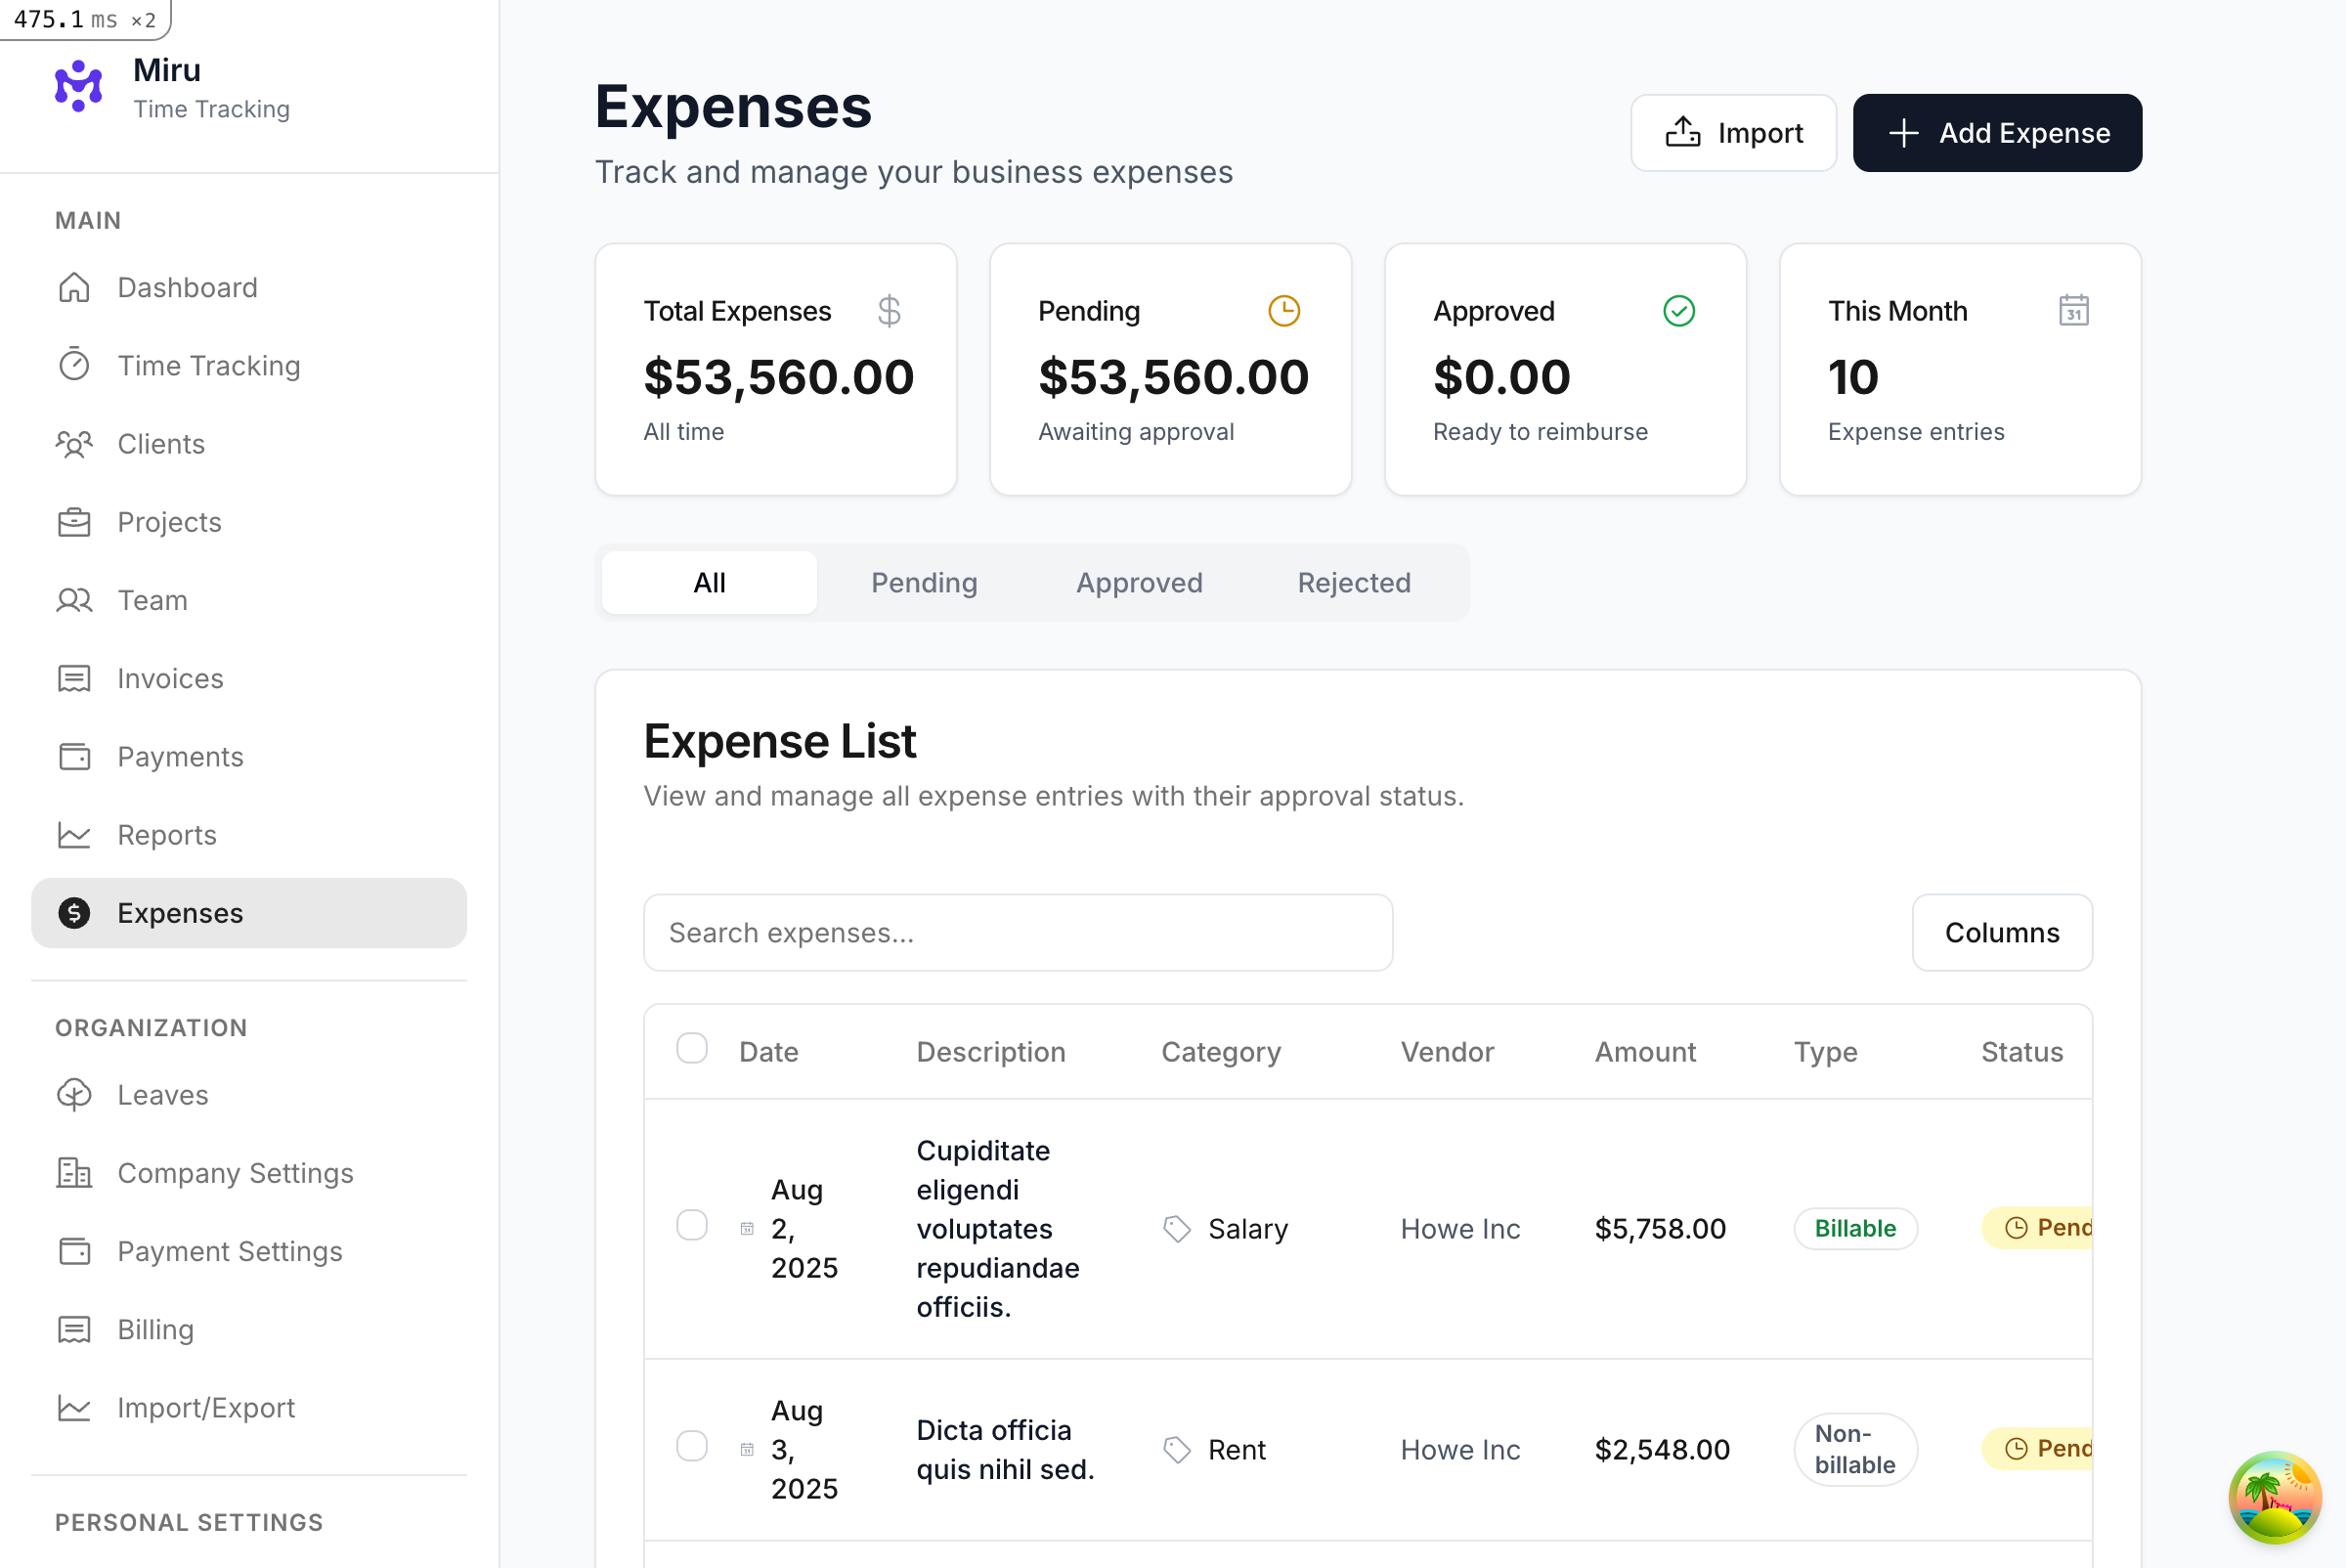 475.1 ms ×2
Miru
Time Tracking
MAIN
Dashboard
Time Tracking
Clients
Projects
Team
Invoices
Payments
Reports
Expenses
ORGANIZATION
Leaves
Company Settings
Payment Settings
Billing
Import/Export
PERSONAL SETTINGS
Expenses
Track and manage your business expenses
Import
Add Expense
Total Expenses
$53,560.00
All time
Pending
$53,560.00
Awaiting approval
Approved
$0.00
Ready to reimburse
This Month
31
10
Expense entries
All
Pending
Approved
Rejected
Expense List
View and manage all expense entries with their approval status.
Search expenses...
Columns
Date
Description
Category
Vendor
Amount
Type
Status
Aug
2,
2025
Cupiditate
eligendi
voluptates
repudiandae
officiis.
Salary
Howe Inc
$5,758.00
Billable
Pend
Aug
3,
2025
Dicta officia
quis nihil sed.
Rent
Howe Inc
$2,548.00
Non-
billable
Pend